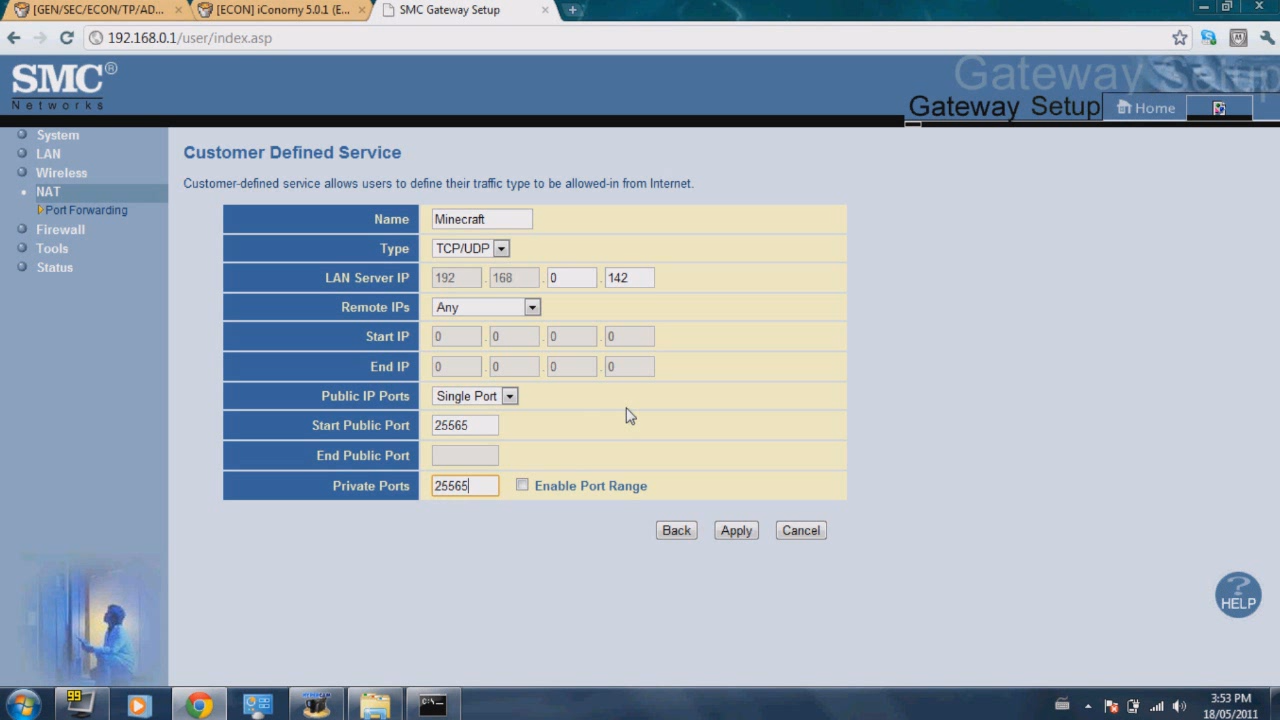 [GEN/SEC/ECON/TP/AD... ×
[ECON] iConomy 5.0.1 (E... ×
SMC Gateway Setup ×
192.168.0.1/user/index.asp
SMC®
Networks
Gateway Setup
Gateway Setup
Home
System
LAN
Wireless
NAT
Port Forwarding
Firewall
Tools
Status
Customer Defined Service
Customer-defined service allows users to define their traffic type to be allowed-in from Internet.
Name Minecraft
Type TCP/UDP
LAN Server IP 192 . 168 . 0 . 142
Remote IPs Any
Start IP 0 . 0 . 0 . 0
End IP 0 . 0 . 0 . 0
Public IP Ports Single Port
Start Public Port 25565
End Public Port
Private Ports 25565 Enable Port Range
Back Apply Cancel
?
HELP
99
C:\
3:53 PM
18/05/2011